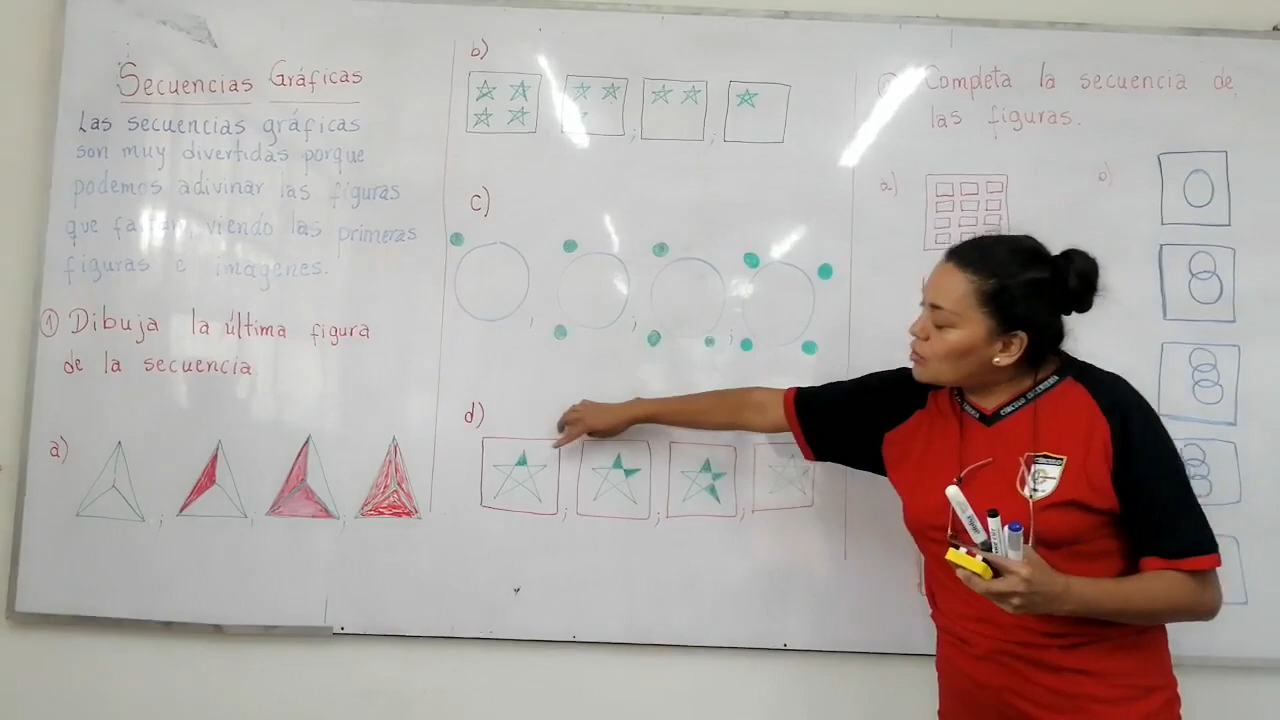 Secuencias Gráficas
Las secuencias gráficas
son muy divertidas porque
podemos adivinar las figuras
que faltan, viendo las primeras
figuras e imágenes.
① Dibuja la última figura
de la secuencia
a)
b)
c)
d)
Completa la secuencia de
las figuras.
a)
b)